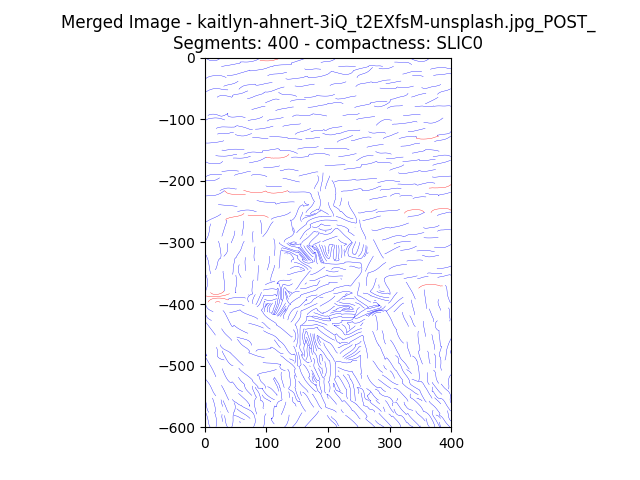 Merged Image - kaitlyn-ahnert-3iQ_t2EXfsM-unsplash.jpg_POST_
Segments: 400 - compactness: SLIC0
0
−100
−200
−300
−400
−500
−600
0 100 200 300 400